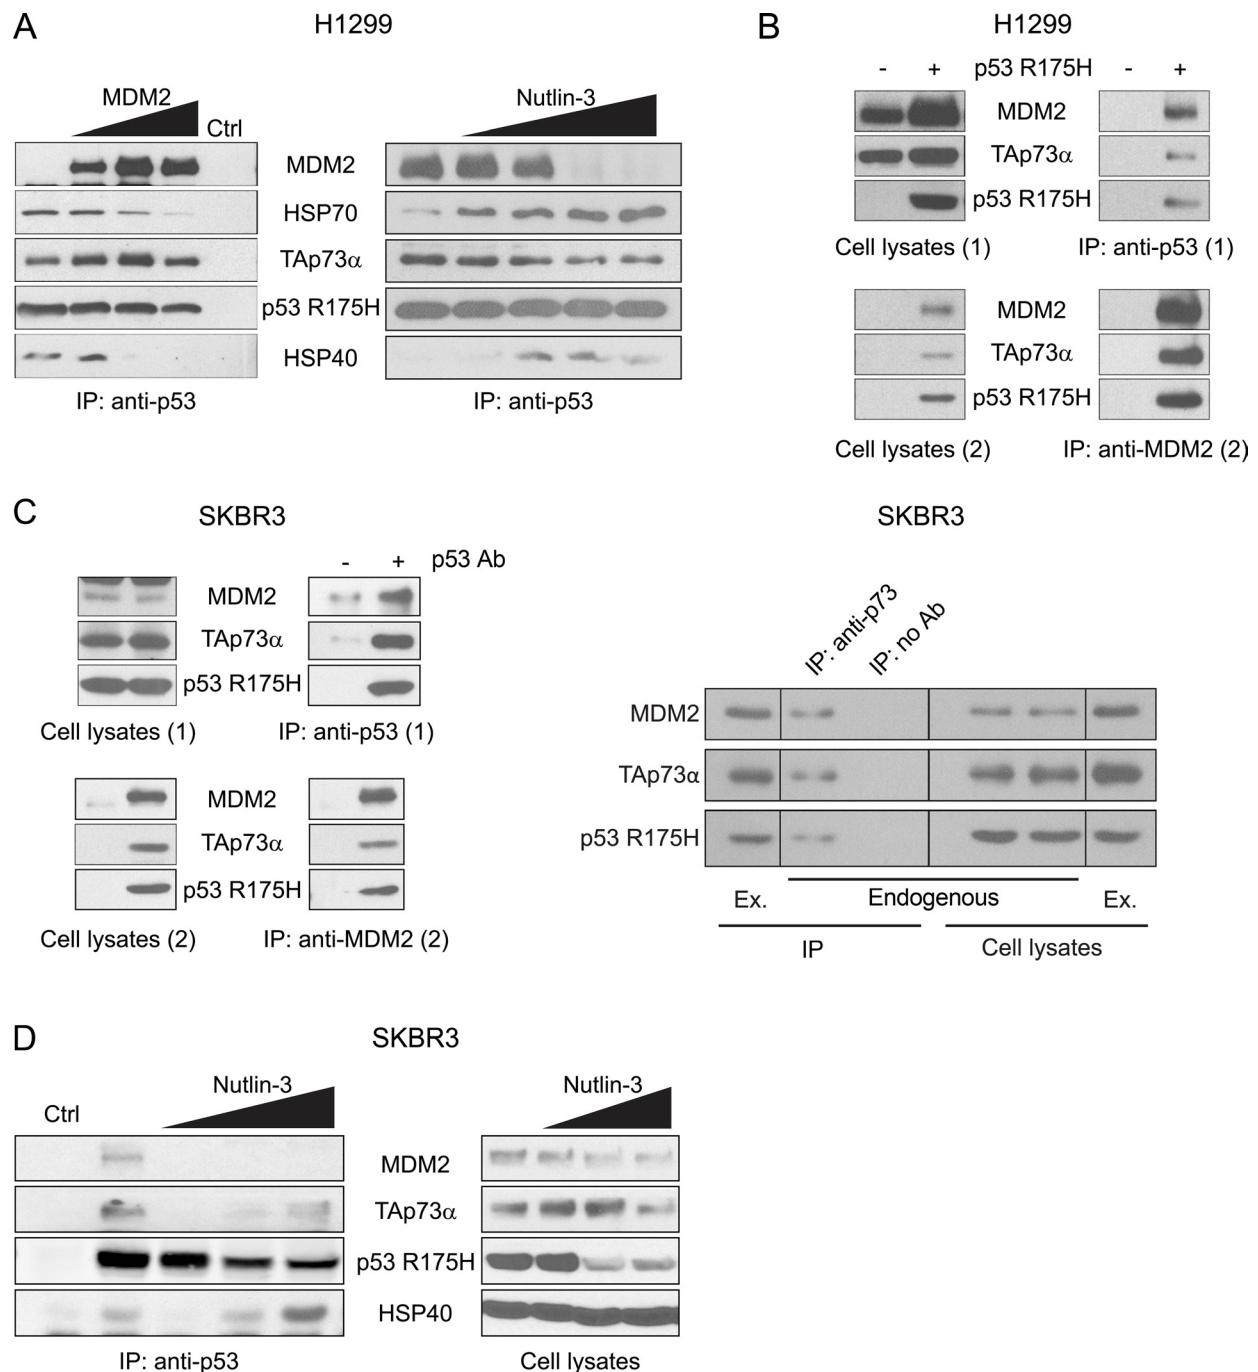 A
H1299
MDM2
Ctrl
Nutlin-3
MDM2
HSP70
TAp73α
p53 R175H
HSP40
IP: anti-p53
IP: anti-p53
B
H1299
- + p53 R175H - +
MDM2
TAp73α
p53 R175H
Cell lysates (1)
IP: anti-p53 (1)
MDM2
TAp73α
p53 R175H
Cell lysates (2)
IP: anti-MDM2 (2)
C
SKBR3
- + p53 Ab
MDM2
TAp73α
p53 R175H
Cell lysates (1)
IP: anti-p53 (1)
MDM2
TAp73α
p53 R175H
Cell lysates (2)
IP: anti-MDM2 (2)
SKBR3
IP: anti-p73
IP: no Ab
MDM2
TAp73α
p53 R175H
Ex.
Endogenous
Ex.
IP
Cell lysates
D
SKBR3
Ctrl
Nutlin-3
Nutlin-3
MDM2
TAp73α
p53 R175H
HSP40
IP: anti-p53
Cell lysates